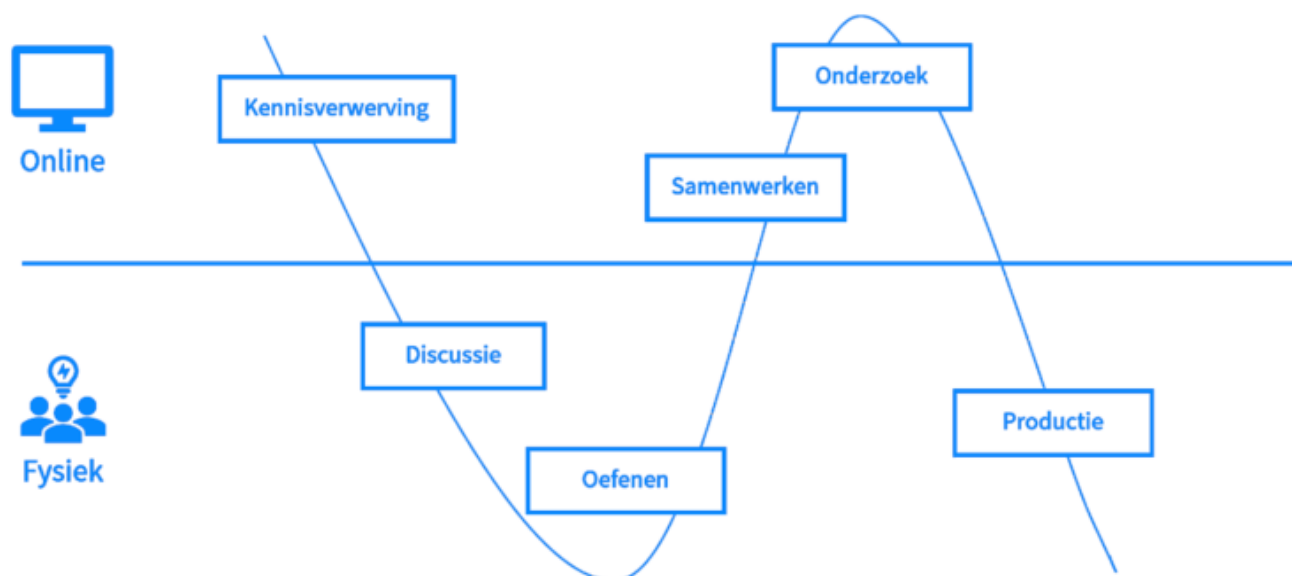 Online
Kennisverwerving
Onderzoek
Samenwerken
Fysiek
Discussie
Oefenen
Productie